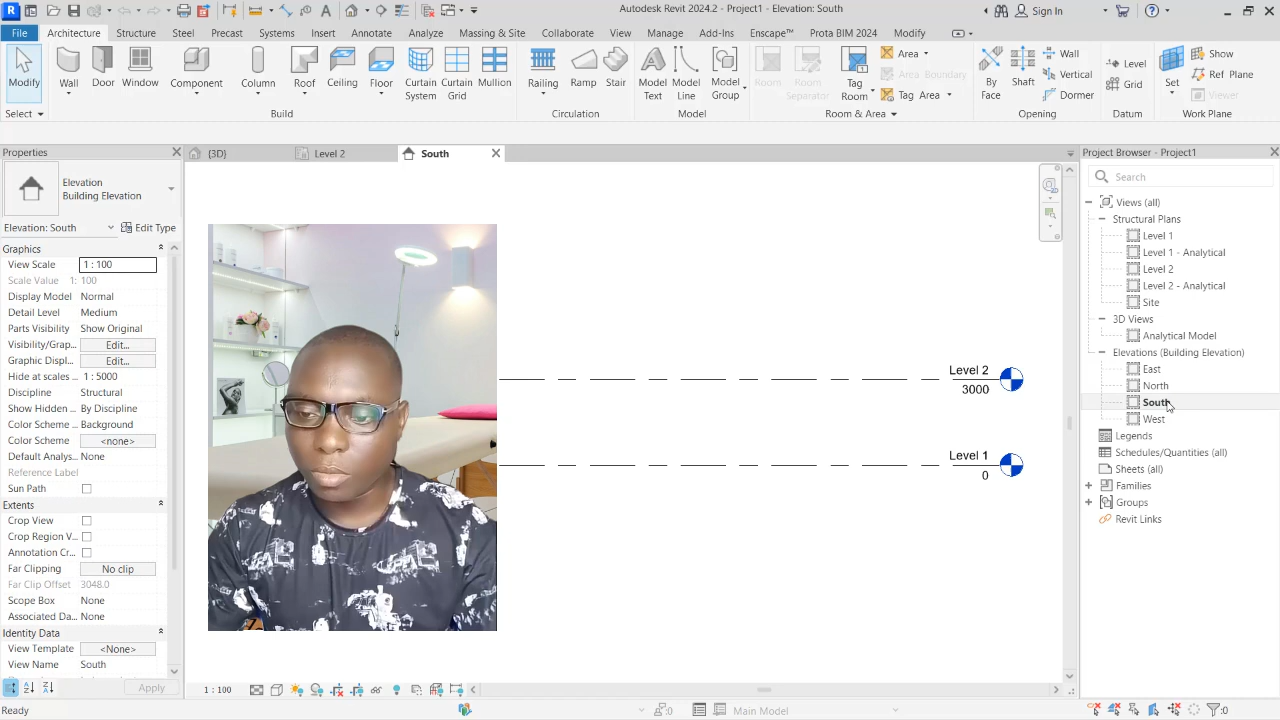 Autodesk Revit 2024.2 - Project1 - Elevation: South
Sign In
File Architecture Structure Steel Precast Systems Insert Annotate Analyze Massing & Site Collaborate View Manage Add-Ins Enscape™ Prota BIM 2024 Modify
Modify
Wall
Door
Window
Component
Column
Roof
Ceiling
Floor
Curtain System
Curtain Grid
Mullion
Railing
Ramp
Stair
Model Text
Model Line
Model Group
Room
Room Separator
Tag Room
Area
Area Boundary
Tag Area
By Face
Shaft
Wall
Vertical
Dormer
Level
Grid
Set
Show
Ref Plane
Viewer
Select
Build
Circulation
Model
Room & Area
Opening
Datum
Work Plane
Properties
{3D}
Level 2
South
Project Browser - Project1
Elevation
Building Elevation
Elevation: South
Edit Type
Graphics
View Scale 1 : 100
Scale Value 1: 100
Display Model Normal
Detail Level Medium
Parts Visibility Show Original
Visibility/Grap... Edit...
Graphic Displ... Edit...
Hide at scales ... 1 : 5000
Discipline Structural
Show Hidden ... By Discipline
Color Scheme ... Background
Color Scheme <none>
Default Analys... None
Reference Label
Sun Path
Extents
Crop View
Crop Region V...
Annotation Cr...
Far Clipping No clip
Far Clip Offset 3048.0
Scope Box None
Associated Da... None
Identity Data
View Template <None>
View Name South
Apply
Level 2
3000
Level 1
0
Search
Views (all)
Structural Plans
Level 1
Level 1 - Analytical
Level 2
Level 2 - Analytical
Site
3D Views
Analytical Model
Elevations (Building Elevation)
East
North
South
West
Legends
Schedules/Quantities (all)
Sheets (all)
Families
Groups
Revit Links
1 : 100
Ready
:0
Main Model
:0